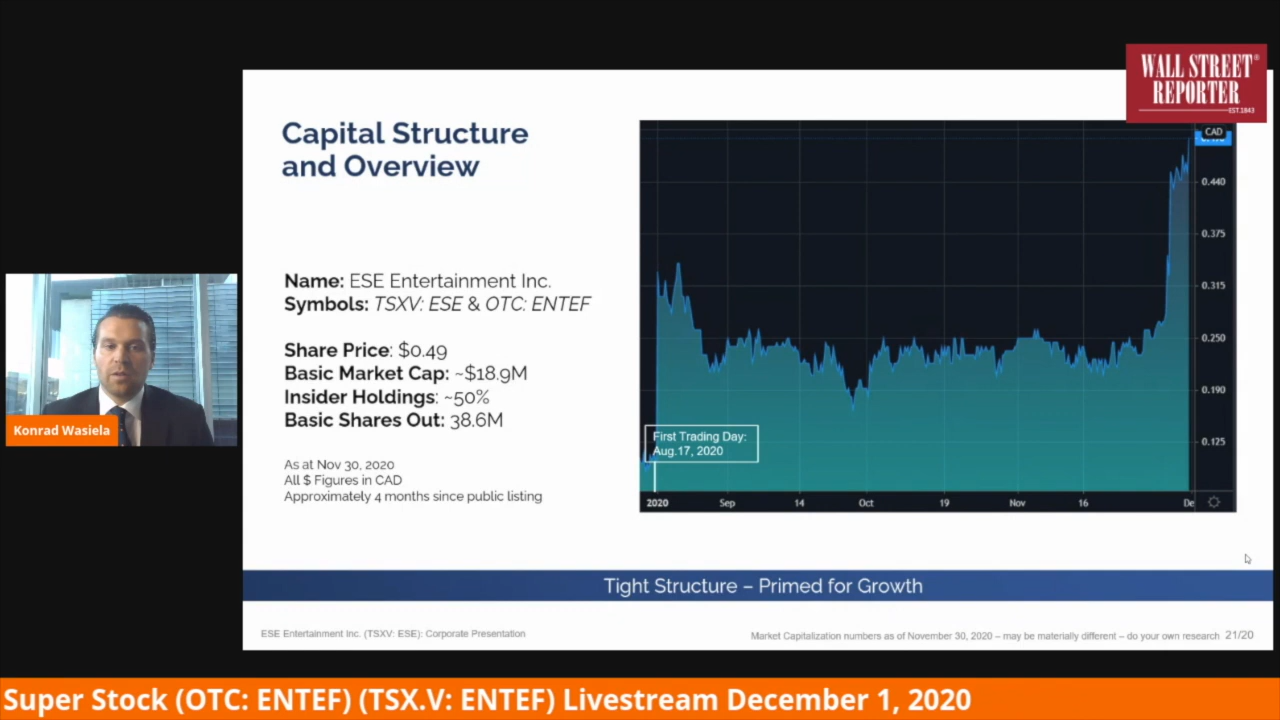 WALL STREET
REPORTER
EST.1843
Capital Structure
and Overview
Name: ESE Entertainment Inc.
Symbols: TSXV: ESE & OTC: ENTEF
Share Price: $0.49
Basic Market Cap: ~$18.9M
Insider Holdings: ~50%
Basic Shares Out: 38.6M
As at Nov 30, 2020
All $ Figures in CAD
Approximately 4 months since public listing
CAD
0.440
0.375
0.315
0.250
0.190
0.125
First Trading Day:
Aug.17, 2020
2020 Sep 14 Oct 19 Nov 16 De
Konrad Wasiela
Tight Structure – Primed for Growth
ESE Entertainment Inc. (TSXV: ESE): Corporate Presentation
Market Capitalization numbers as of November 30, 2020 – may be materially different – do your own research 21/20
Super Stock (OTC: ENTEF) (TSX.V: ENTEF) Livestream December 1, 2020